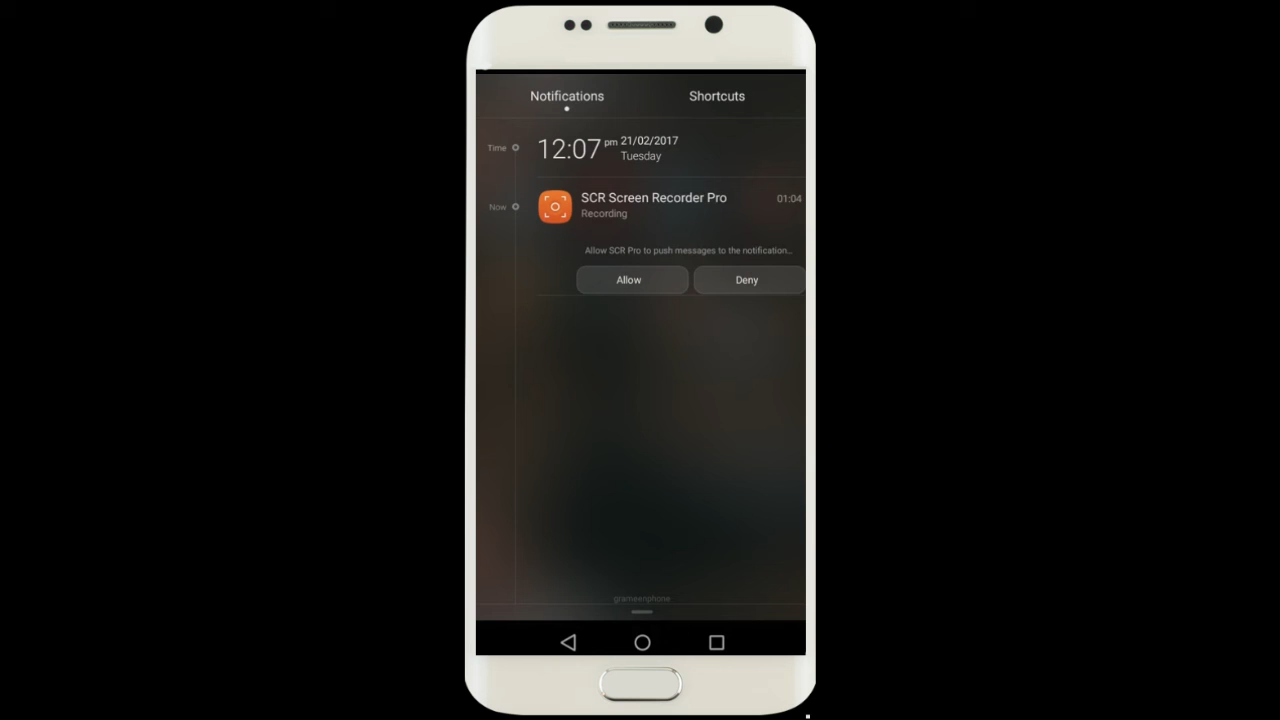 Notifications Shortcuts
Time 12:07 pm 21/02/2017
Tuesday
Now SCR Screen Recorder Pro 01:04
Recording
Allow SCR Pro to push messages to the notification...
Allow Deny
grameenphone